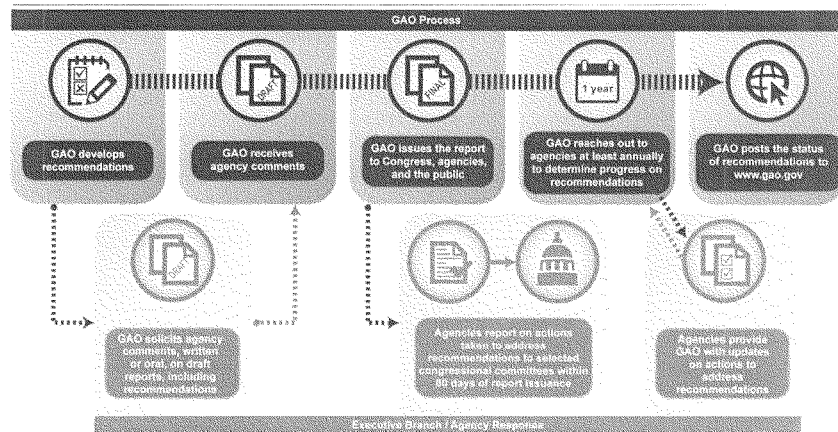 GAO Process
DRAFT
FINAL
1 year
GAO develops
recommendations
GAO receives
agency comments
GAO issues the report
to Congress, agencies,
and the public
GAO reaches out to
agencies at least annually
to determine progress on
recommendations
GAO posts the status
of recommendations to
www.gao.gov
DRAFT
GAO solicits agency
comments, written
or oral, on draft
reports, including
recommendations
Agencies report on actions
taken to address
recommendations to selected
congressional committees within
60 days of report issuance
Agencies provide
GAO with updates
on actions to
address
recommendations
Executive Branch / Agency Response